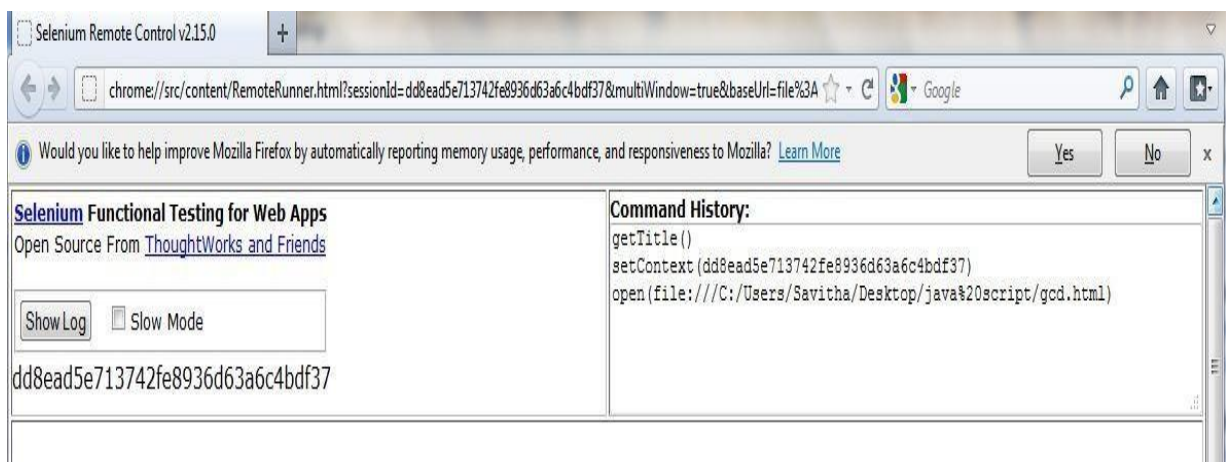 Selenium Remote Control v2.15.0
chrome://src/content/RemoteRunner.html?sessionId=dd8ead5e713742fe8936d63a6c4bdf37&multiWindow=true&baseUrl=file%3A
Google
Would you like to help improve Mozilla Firefox by automatically reporting memory usage, performance, and responsiveness to Mozilla? Learn More
Yes
No
x
Selenium Functional Testing for Web Apps
Open Source From ThoughtWorks and Friends
Show Log
Slow Mode
dd8ead5e713742fe8936d63a6c4bdf37
Command History:
getTitle()
setContext(dd8ead5e713742fe8936d63a6c4bdf37)
open(file:///C:/Users/Savitha/Desktop/java%20script/gcd.html)